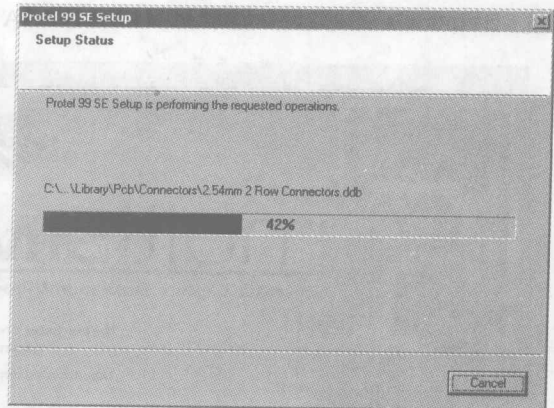 Protel 99 SE Setup
Setup Status
Protel 99 SE Setup is performing the requested operations.
C:\...\Library\Pcb\Connectors\2.54mm 2 Row Connectors.ddb
42%
Cancel